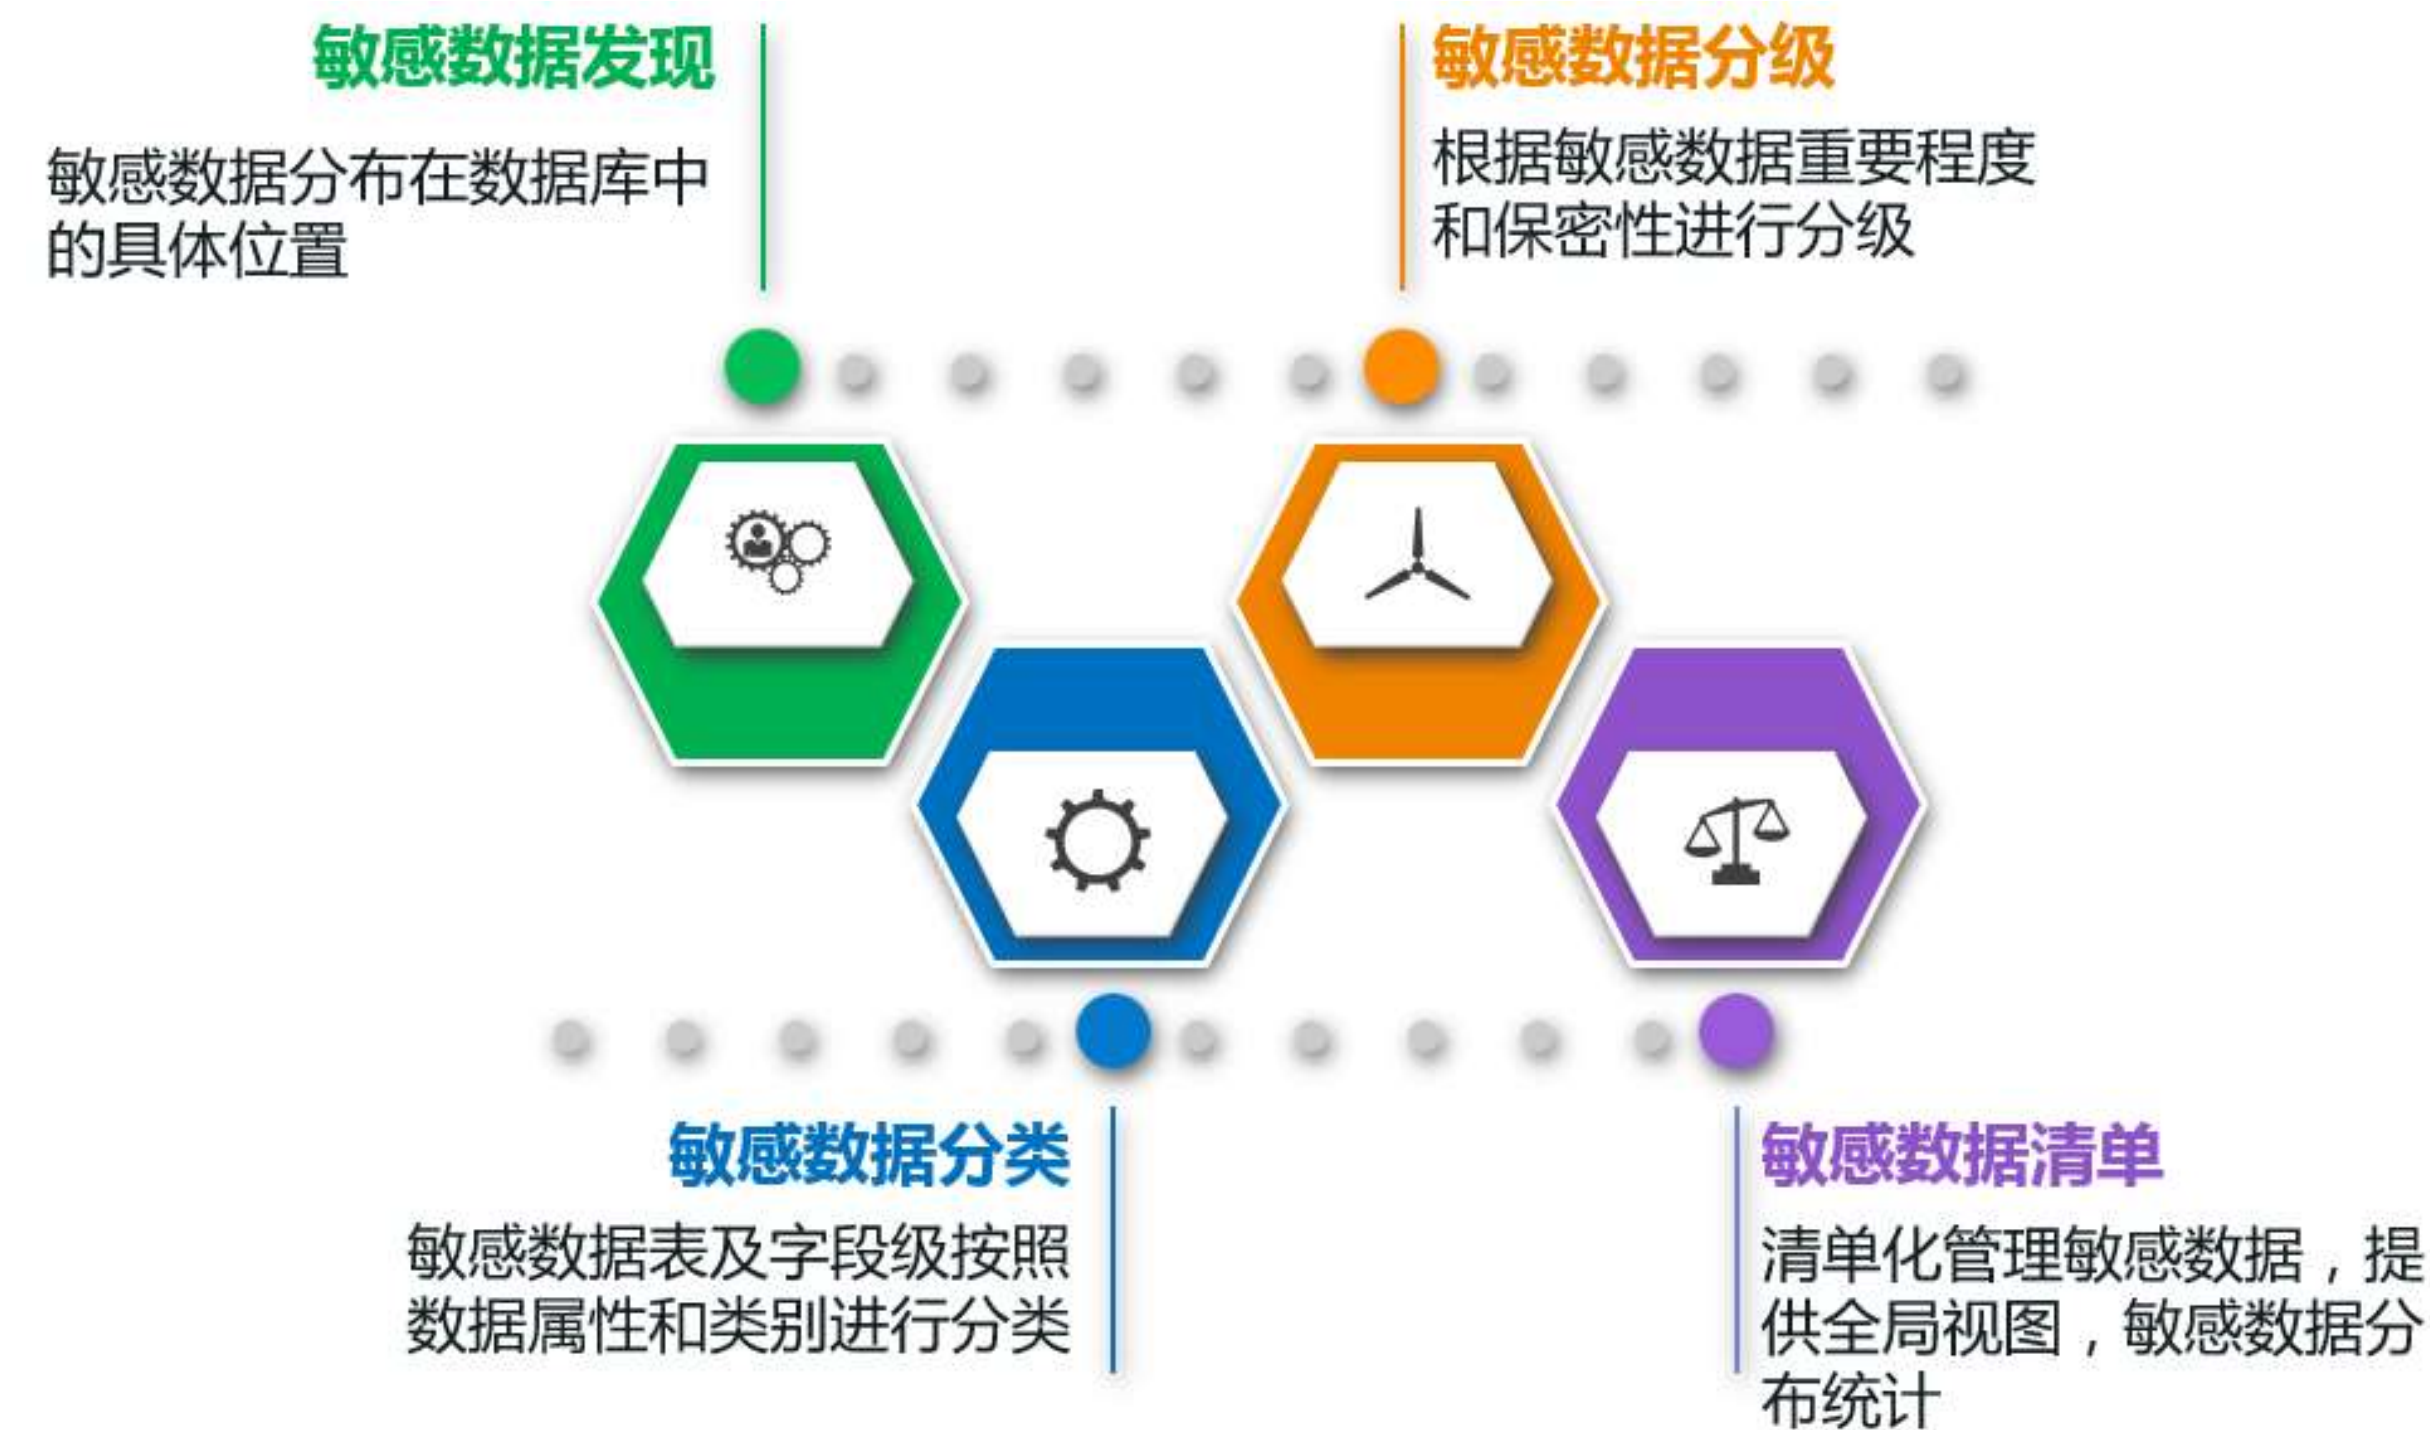 敏感数据发现
敏感数据分布在数据库中
的具体位置
敏感数据分级
根据敏感数据重要程度
和保密性进行分级
敏感数据分类
敏感数据表及字段级按照
数据属性和类别进行分类
敏感数据清单
清单化管理敏感数据，提
供全局视图，敏感数据分
布统计